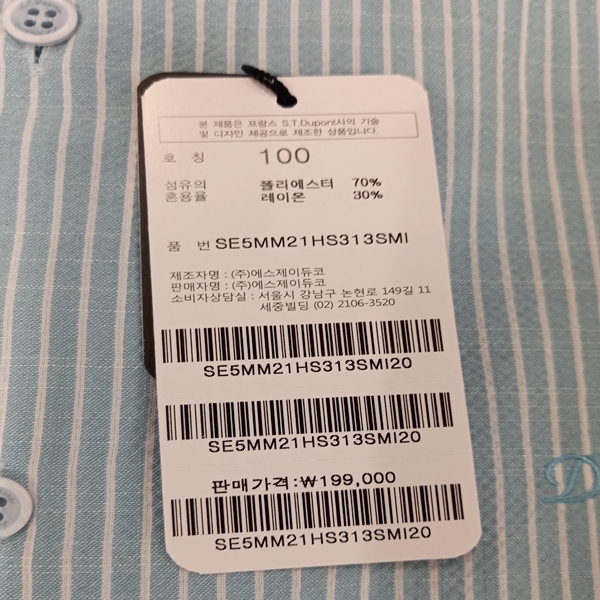 본 제품은 프랑스 S.T.Dupont사의 기술
및 디자인 제공으로 제조한 상품입니다.
호 칭 100
섬유의 폴리에스터 70%
혼용율 레이온 30%
품 번 SE5MM21HS313SMI
제조자명 : (주)에스제이듀코
판매자명 : (주)에스제이듀코
소비자상담실 : 서울시 강남구 논현로 149길 11
세중빌딩 (02) 2106-3520
SE5MM21HS313SMI20
SE5MM21HS313SMI20
판매가격:₩199,000
SE5MM21HS313SMI20
D